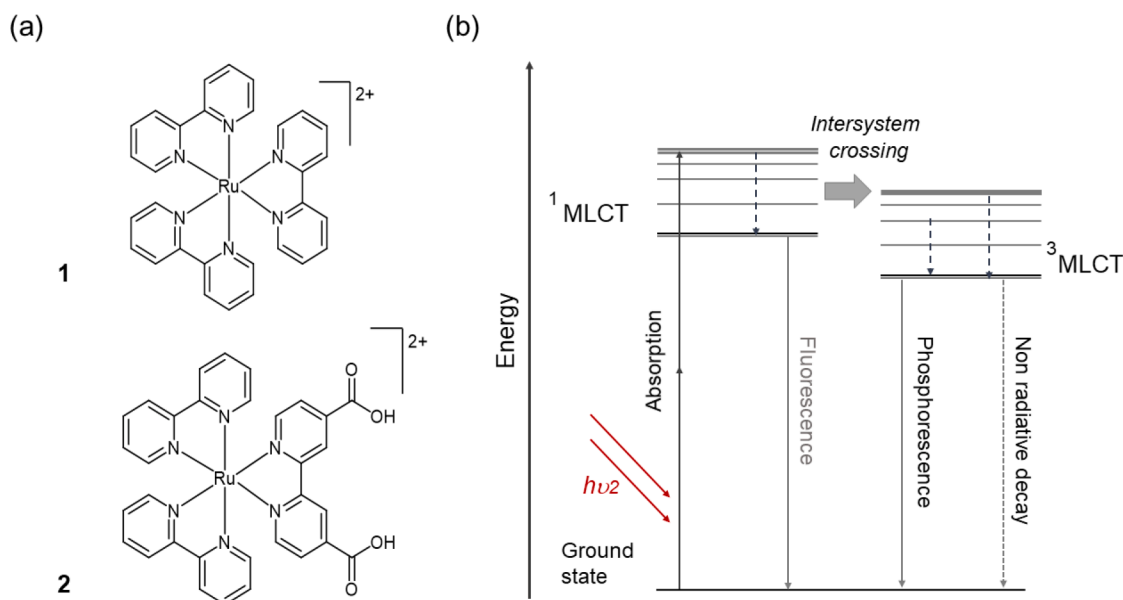 (a)
2+
N
N
N
Ru
N
N
N
1
2+
O
OH
N
N
N
Ru
N
N
N
OH
O
2
(b)
Energy
Intersystem
crossing
1 MLCT
3 MLCT
Absorption
Fluorescence
Phosphorescence
Non radiative decay
hυ2
Ground
state